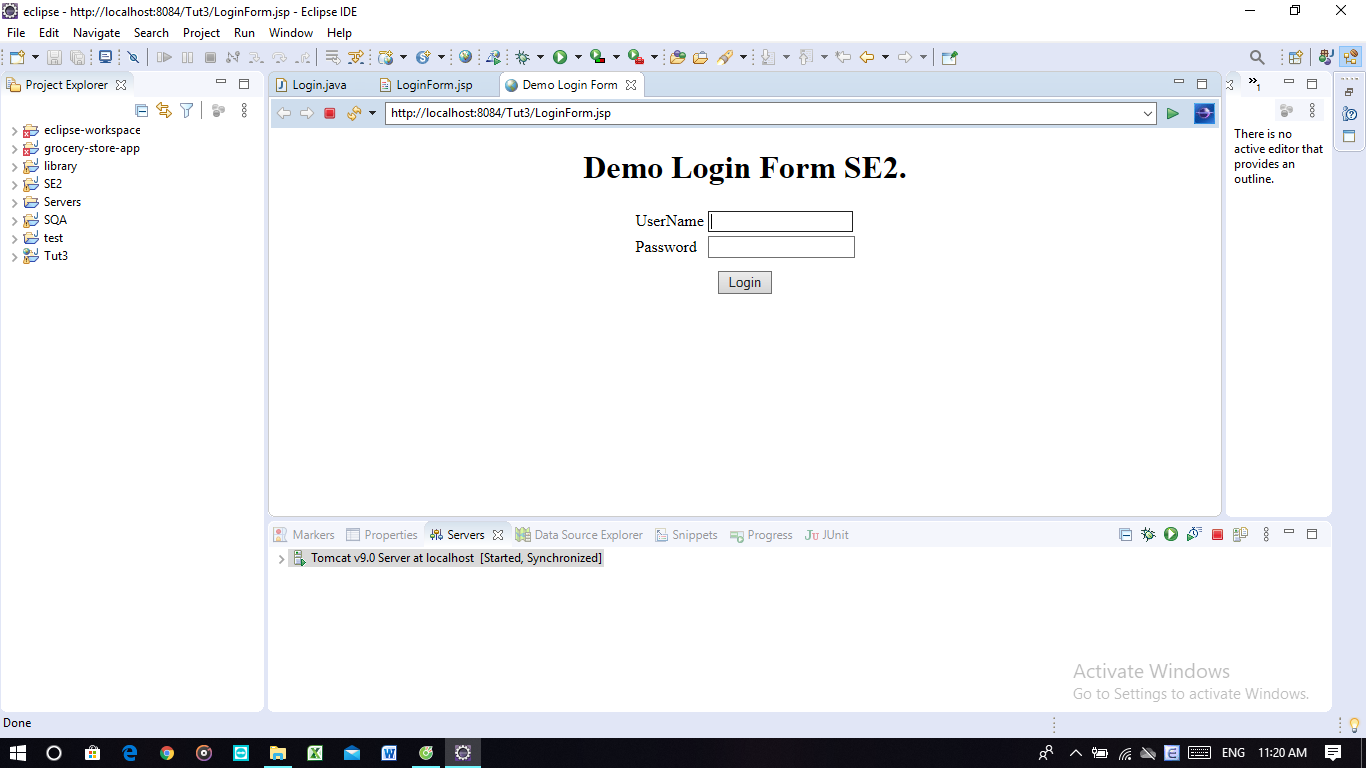 eclipse - http://localhost:8084/Tut3/LoginForm.jsp - Eclipse IDE
File Edit Navigate Search Project Run Window Help
Project Explorer
eclipse-workspace
grocery-store-app
library
SE2
Servers
SQA
test
Tut3
Login.java LoginForm.jsp Demo Login Form
http://localhost:8084/Tut3/LoginForm.jsp
Demo Login Form SE2.
UserName
Password
Login
1
There is no
active editor that
provides an
outline.
Markers Properties Servers Data Source Explorer Snippets Progress JUnit
Tomcat v9.0 Server at localhost [Started, Synchronized]
Activate Windows
Go to Settings to activate Windows.
Done
ENG 11:20 AM